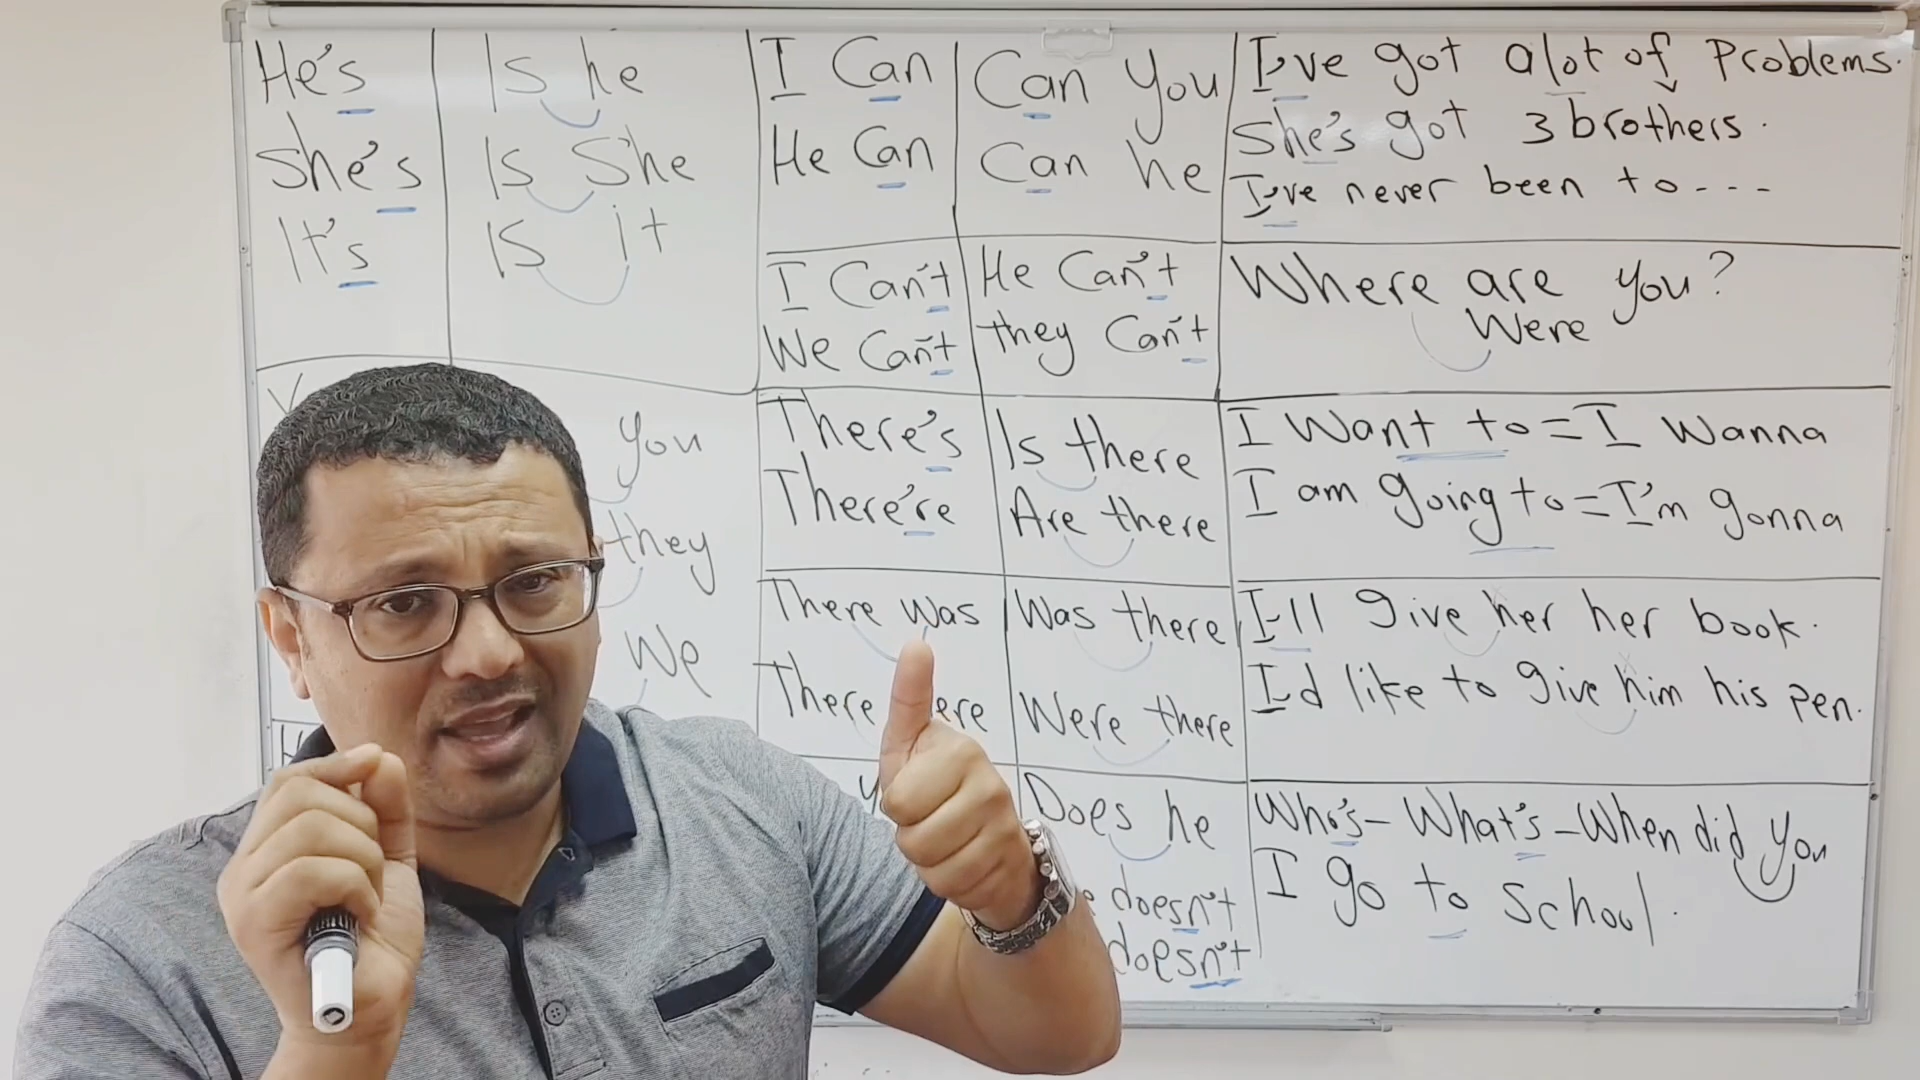 He's
She's
It's
Is he
Is She
Is it
I Can
He Can
Can You
Can he
I've got alot of Problems.
She's got 3 brothers.
I've never been to ---
I Can't
We Can't
He Can't
they Can't
Where are you?
Were
You
they
We
There's
There're
Is there
Are there
I Want to = I Wanna
I am going to = I'm gonna
There was
There
Was there
Were there
I'll give her her book.
I'd like to give him his pen.
Does he
doesn't
doesn't
Who's - What's - When did you
I go to School.